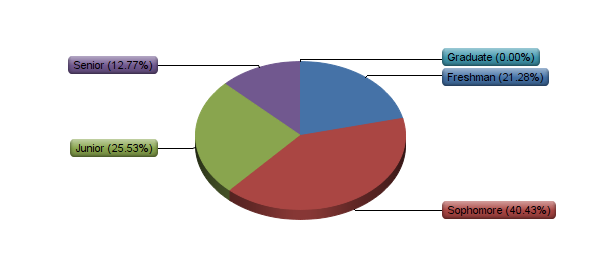 Graduate (0.00%)
Senior (12.77%)
Freshman (21.28%)
Junior (25.53%)
Sophomore (40.43%)